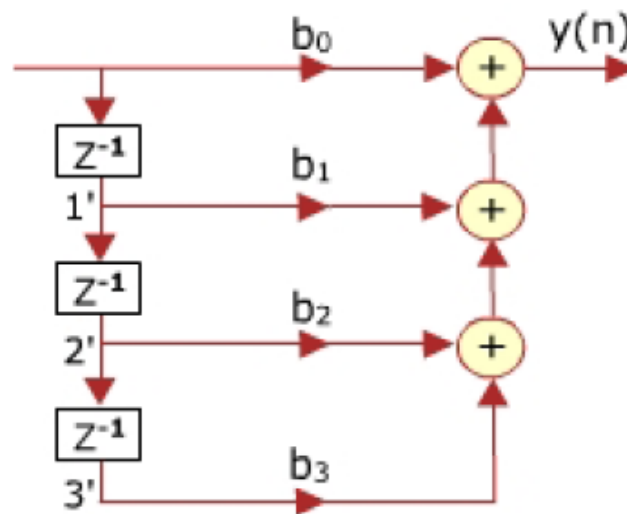 b₀ y(n)
+
Z⁻¹
1' b₁
+
Z⁻¹
2' b₂
+
Z⁻¹
3' b₃